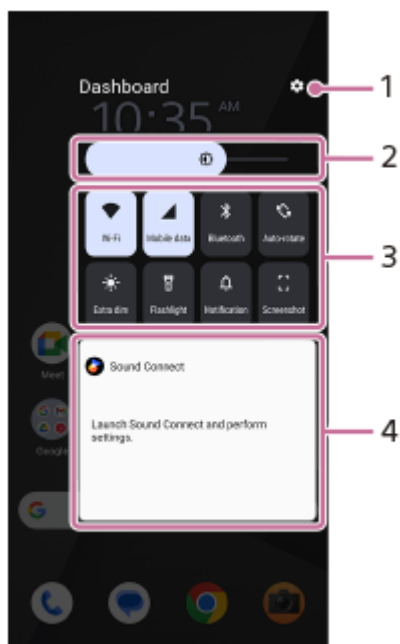 Dashboard
1
10:35 AM
2
Wi-Fi
Mobile data
Bluetooth
Auto-rotate
3
Extra dim
Flashlight
Notification
Screenshot
Meet
Sound Connect
Google
Launch Sound Connect and perform
settings.
4
G